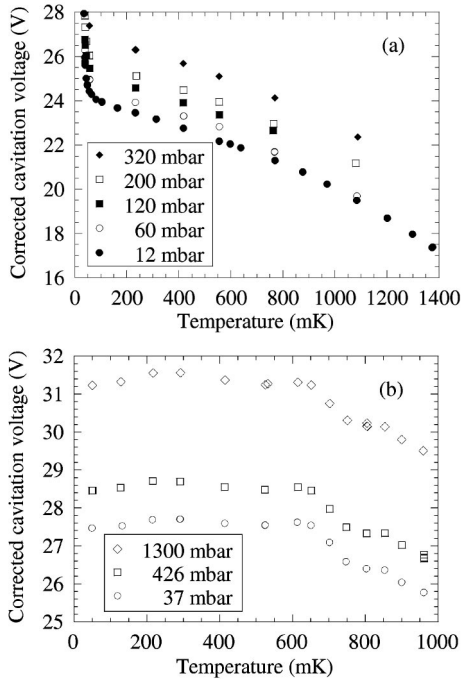 28
26
24
22
20
18
16
Corrected cavitation voltage (V)
(a)
320 mbar
200 mbar
120 mbar
60 mbar
12 mbar
0 200 400 600 800 1000 1200 1400
Temperature (mK)
32
31
30
29
28
27
26
25
Corrected cavitation voltage (V)
(b)
1300 mbar
426 mbar
37 mbar
0 200 400 600 800 1000
Temperature (mK)